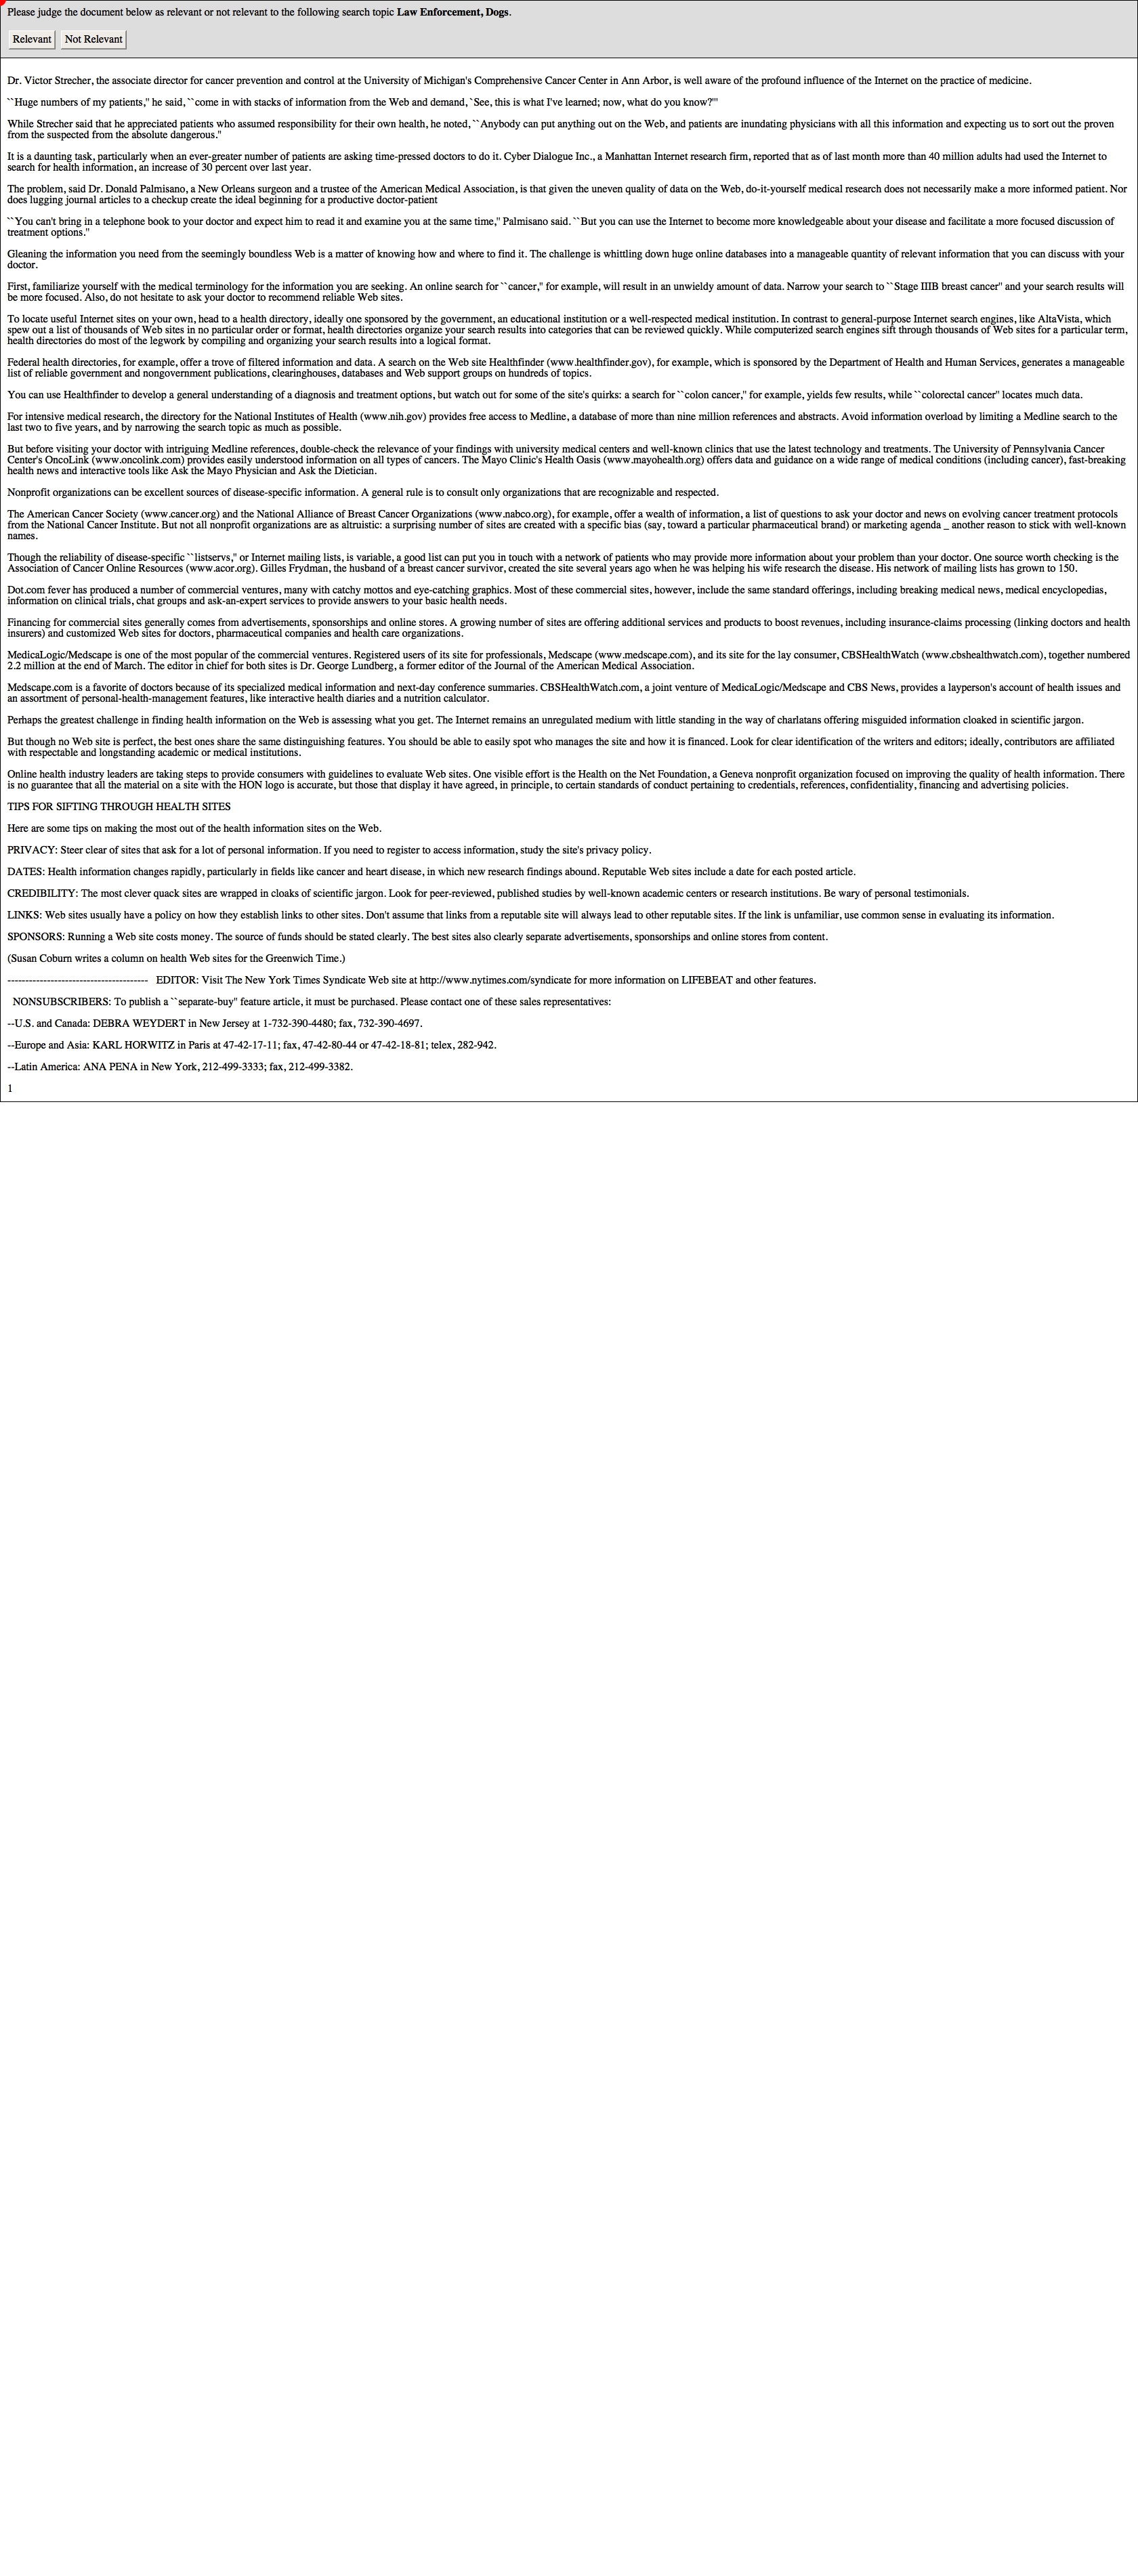 Please judge the document below as relevant or not relevant to the following search topic Law Enforcement, Dogs.
Relevant Not Relevant
Dr. Victor Strecher, the associate director for cancer prevention and control at the University of Michigan's Comprehensive Cancer Center in Ann Arbor, is well aware of the profound influence of the Internet on the practice of medicine.
``Huge numbers of my patients,'' he said, ``come in with stacks of information from the Web and demand, `See, this is what I've learned; now, what do you know?'''
While Strecher said that he appreciated patients who assumed responsibility for their own health, he noted, ``Anybody can put anything out on the Web, and patients are inundating physicians with all this information and expecting us to sort out the proven
from the suspected from the absolute dangerous.''
It is a daunting task, particularly when an ever-greater number of patients are asking time-pressed doctors to do it. Cyber Dialogue Inc., a Manhattan Internet research firm, reported that as of last month more than 40 million adults had used the Internet to
search for health information, an increase of 30 percent over last year.
The problem, said Dr. Donald Palmisano, a New Orleans surgeon and a trustee of the American Medical Association, is that given the uneven quality of data on the Web, do-it-yourself medical research does not necessarily make a more informed patient. Nor
does lugging journal articles to a checkup create the ideal beginning for a productive doctor-patient
``You can't bring in a telephone book to your doctor and expect him to read it and examine you at the same time,'' Palmisano said. ``But you can use the Internet to become more knowledgeable about your disease and facilitate a more focused discussion of
treatment options.''
Gleaning the information you need from the seemingly boundless Web is a matter of knowing how and where to find it. The challenge is whittling down huge online databases into a manageable quantity of relevant information that you can discuss with your
doctor.
First, familiarize yourself with the medical terminology for the information you are seeking. An online search for ``cancer,'' for example, will result in an unwieldy amount of data. Narrow your search to ``Stage IIIB breast cancer'' and your search results will
be more focused. Also, do not hesitate to ask your doctor to recommend reliable Web sites.
To locate useful Internet sites on your own, head to a health directory, ideally one sponsored by the government, an educational institution or a well-respected medical institution. In contrast to general-purpose Internet search engines, like AltaVista, which
spew out a list of thousands of Web sites in no particular order or format, health directories organize your search results into categories that can be reviewed quickly. While computerized search engines sift through thousands of Web sites for a particular term,
health directories do most of the legwork by compiling and organizing your search results into a logical format.
Federal health directories, for example, offer a trove of filtered information and data. A search on the Web site Healthfinder (www.healthfinder.gov), for example, which is sponsored by the Department of Health and Human Services, generates a manageable
list of reliable government and nongovernment publications, clearinghouses, databases and Web support groups on hundreds of topics.
You can use Healthfinder to develop a general understanding of a diagnosis and treatment options, but watch out for some of the site's quirks: a search for ``colon cancer,'' for example, yields few results, while ``colorectal cancer'' locates much data.
For intensive medical research, the directory for the National Institutes of Health (www.nih.gov) provides free access to Medline, a database of more than nine million references and abstracts. Avoid information overload by limiting a Medline search to the
last two to five years, and by narrowing the search topic as much as possible.
But before visiting your doctor with intriguing Medline references, double-check the relevance of your findings with university medical centers and well-known clinics that use the latest technology and treatments. The University of Pennsylvania Cancer
Center's OncoLink (www.oncolink.com) provides easily understood information on all types of cancers. The Mayo Clinic's Health Oasis (www.mayohealth.org) offers data and guidance on a wide range of medical conditions (including cancer), fast-breaking
health news and interactive tools like Ask the Mayo Physician and Ask the Dietician.
Nonprofit organizations can be excellent sources of disease-specific information. A general rule is to consult only organizations that are recognizable and respected.
The American Cancer Society (www.cancer.org) and the National Alliance of Breast Cancer Organizations (www.nabco.org), for example, offer a wealth of information, a list of questions to ask your doctor and news on evolving cancer treatment protocols
from the National Cancer Institute. But not all nonprofit organizations are as altruistic: a surprising number of sites are created with a specific bias (say, toward a particular pharmaceutical brand) or marketing agenda _ another reason to stick with well-known
names.
Though the reliability of disease-specific ``listservs,'' or Internet mailing lists, is variable, a good list can put you in touch with a network of patients who may provide more information about your problem than your doctor. One source worth checking is the
Association of Cancer Online Resources (www.acor.org). Gilles Frydman, the husband of a breast cancer survivor, created the site several years ago when he was helping his wife research the disease. His network of mailing lists has grown to 150.
Dot.com fever has produced a number of commercial ventures, many with catchy mottos and eye-catching graphics. Most of these commercial sites, however, include the same standard offerings, including breaking medical news, medical encyclopedias,
information on clinical trials, chat groups and ask-an-expert services to provide answers to your basic health needs.
Financing for commercial sites generally comes from advertisements, sponsorships and online stores. A growing number of sites are offering additional services and products to boost revenues, including insurance-claims processing (linking doctors and health
insurers) and customized Web sites for doctors, pharmaceutical companies and health care organizations.
MedicaLogic/Medscape is one of the most popular of the commercial ventures. Registered users of its site for professionals, Medscape (www.medscape.com), and its site for the lay consumer, CBSHealthWatch (www.cbshealthwatch.com), together numbered
2.2 million at the end of March. The editor in chief for both sites is Dr. George Lundberg, a former editor of the Journal of the American Medical Association.
Medscape.com is a favorite of doctors because of its specialized medical information and next-day conference summaries. CBSHealthWatch.com, a joint venture of MedicaLogic/Medscape and CBS News, provides a layperson's account of health issues and
an assortment of personal-health-management features, like interactive health diaries and a nutrition calculator.
Perhaps the greatest challenge in finding health information on the Web is assessing what you get. The Internet remains an unregulated medium with little standing in the way of charlatans offering misguided information cloaked in scientific jargon.
But though no Web site is perfect, the best ones share the same distinguishing features. You should be able to easily spot who manages the site and how it is financed. Look for clear identification of the writers and editors; ideally, contributors are affiliated
with respectable and longstanding academic or medical institutions.
Online health industry leaders are taking steps to provide consumers with guidelines to evaluate Web sites. One visible effort is the Health on the Net Foundation, a Geneva nonprofit organization focused on improving the quality of health information. There
is no guarantee that all the material on a site with the HON logo is accurate, but those that display it have agreed, in principle, to certain standards of conduct pertaining to credentials, references, confidentiality, financing and advertising policies.
TIPS FOR SIFTING THROUGH HEALTH SITES
Here are some tips on making the most out of the health information sites on the Web.
PRIVACY: Steer clear of sites that ask for a lot of personal information. If you need to register to access information, study the site's privacy policy.
DATES: Health information changes rapidly, particularly in fields like cancer and heart disease, in which new research findings abound. Reputable Web sites include a date for each posted article.
CREDIBILITY: The most clever quack sites are wrapped in cloaks of scientific jargon. Look for peer-reviewed, published studies by well-known academic centers or research institutions. Be wary of personal testimonials.
LINKS: Web sites usually have a policy on how they establish links to other sites. Don't assume that links from a reputable site will always lead to other reputable sites. If the link is unfamiliar, use common sense in evaluating its information.
SPONSORS: Running a Web site costs money. The source of funds should be stated clearly. The best sites also clearly separate advertisements, sponsorships and online stores from content.
(Susan Coburn writes a column on health Web sites for the Greenwich Time.)
--------------------------------------- EDITOR: Visit The New York Times Syndicate Web site at http://www.nytimes.com/syndicate for more information on LIFEBEAT and other features.
NONSUBSCRIBERS: To publish a ``separate-buy'' feature article, it must be purchased. Please contact one of these sales representatives:
--U.S. and Canada: DEBRA WEYDERT in New Jersey at 1-732-390-4480; fax, 732-390-4697.
--Europe and Asia: KARL HORWITZ in Paris at 47-42-17-11; fax, 47-42-80-44 or 47-42-18-81; telex, 282-942.
--Latin America: ANA PENA in New York, 212-499-3333; fax, 212-499-3382.
1